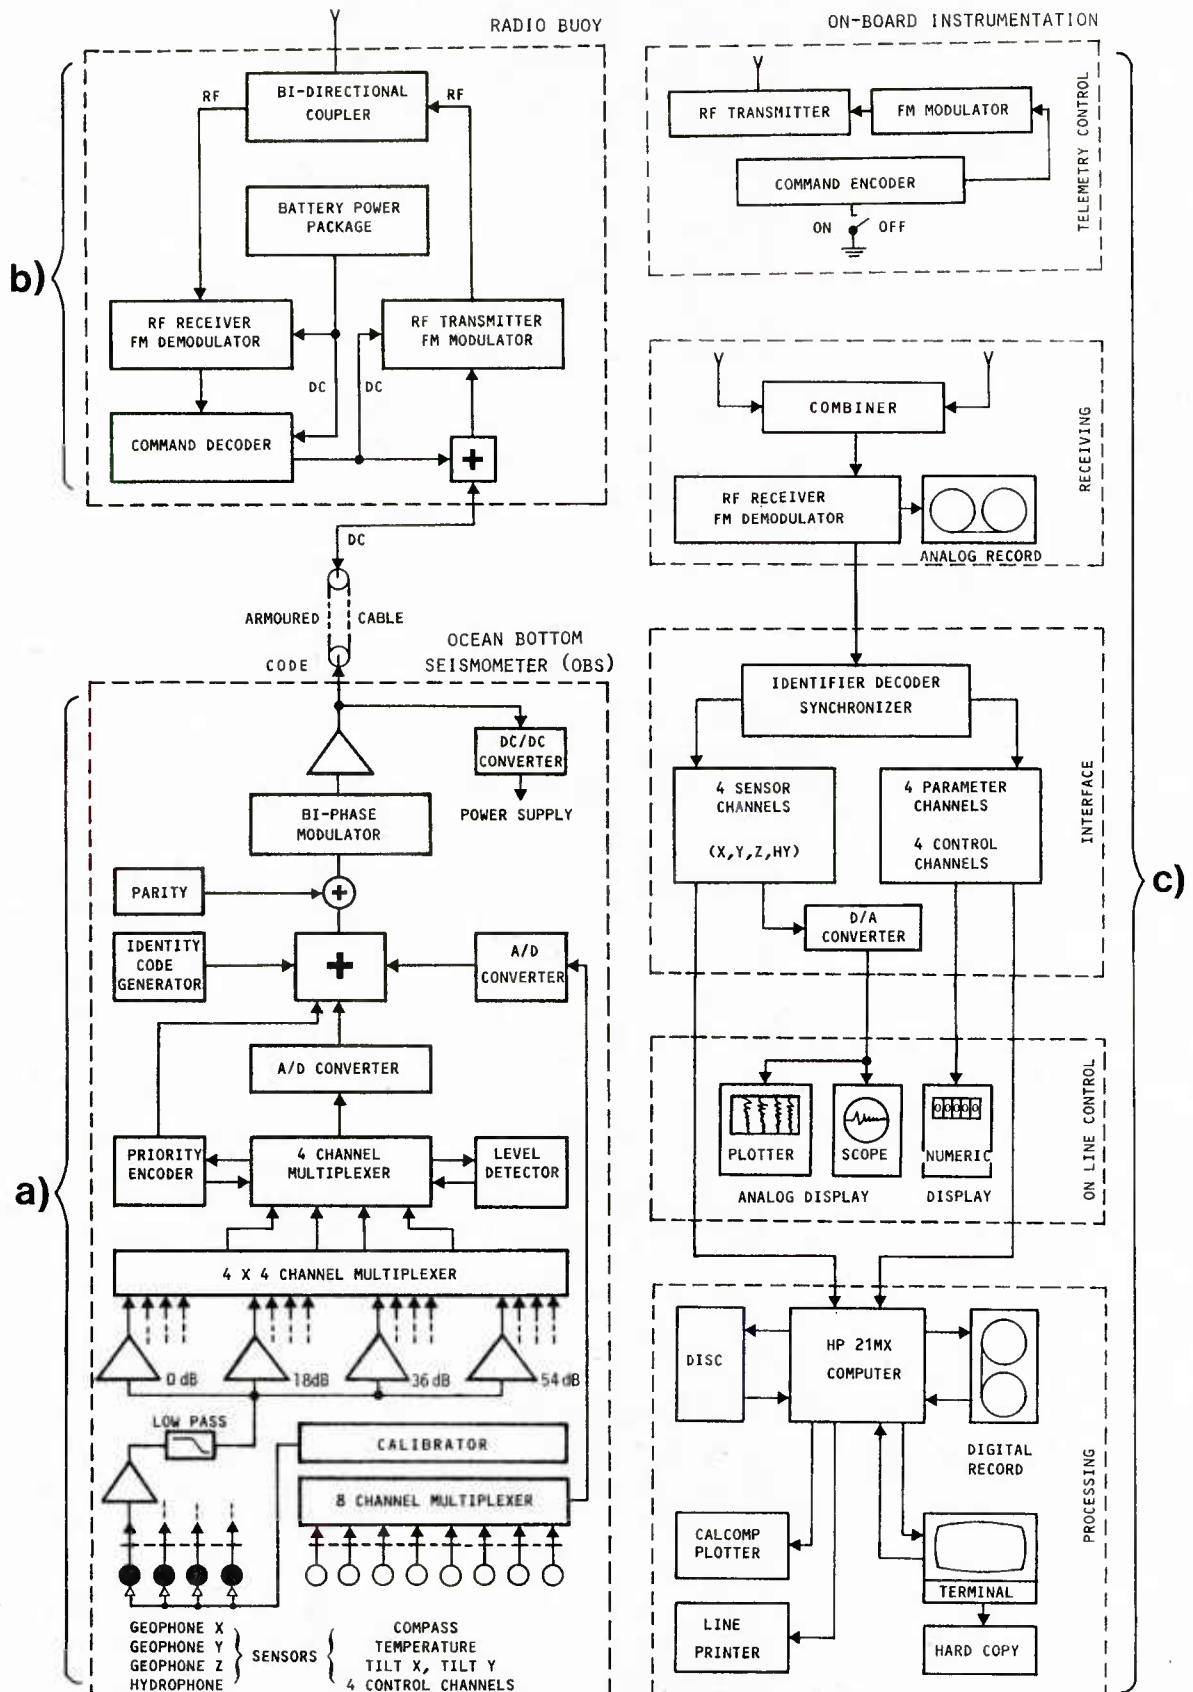 RADIO BUOY
b)
BI-DIRECTIONAL
COUPLER
RF
RF
BATTERY POWER
PACKAGE
RF RECEIVER
FM DEMODULATOR
RF TRANSMITTER
FM MODULATOR
DC
DC
COMMAND DECODER
+
DC
ARMOURED CABLE
CODE
OCEAN BOTTOM
SEISMOMETER (OBS)
a)
DC/DC
CONVERTER
POWER SUPPLY
BI-PHASE
MODULATOR
PARITY
+
IDENTITY
CODE
GENERATOR
+
A/D
CONVERTER
A/D CONVERTER
PRIORITY
ENCODER
4 CHANNEL
MULTIPLEXER
LEVEL
DETECTOR
4 X 4 CHANNEL MULTIPLEXER
0 dB
18dB
36 dB
54 dB
LOW PASS
CALIBRATOR
8 CHANNEL MULTIPLEXER
GEOPHONE X
GEOPHONE Y
GEOPHONE Z
HYDROPHONE
SENSORS
COMPASS
TEMPERATURE
TILT X, TILT Y
4 CONTROL CHANNELS
ON-BOARD INSTRUMENTATION
c)
RF TRANSMITTER
FM MODULATOR
COMMAND ENCODER
ON
OFF
TELEMETRY CONTROL
COMBINER
RF RECEIVER
FM DEMODULATOR
ANALOG RECORD
RECEIVING
IDENTIFIER DECODER
SYNCHRONIZER
4 SENSOR
CHANNELS
(X,Y,Z,HY)
4 PARAMETER
CHANNELS
4 CONTROL
CHANNELS
D/A
CONVERTER
INTERFACE
PLOTTER
SCOPE
00000
NUMERIC
ANALOG DISPLAY
DISPLAY
ON LINE CONTROL
DISC
HP 21MX
COMPUTER
DIGITAL
RECORD
CALCOMP
PLOTTER
TERMINAL
LINE
PRINTER
HARD COPY
PROCESSING